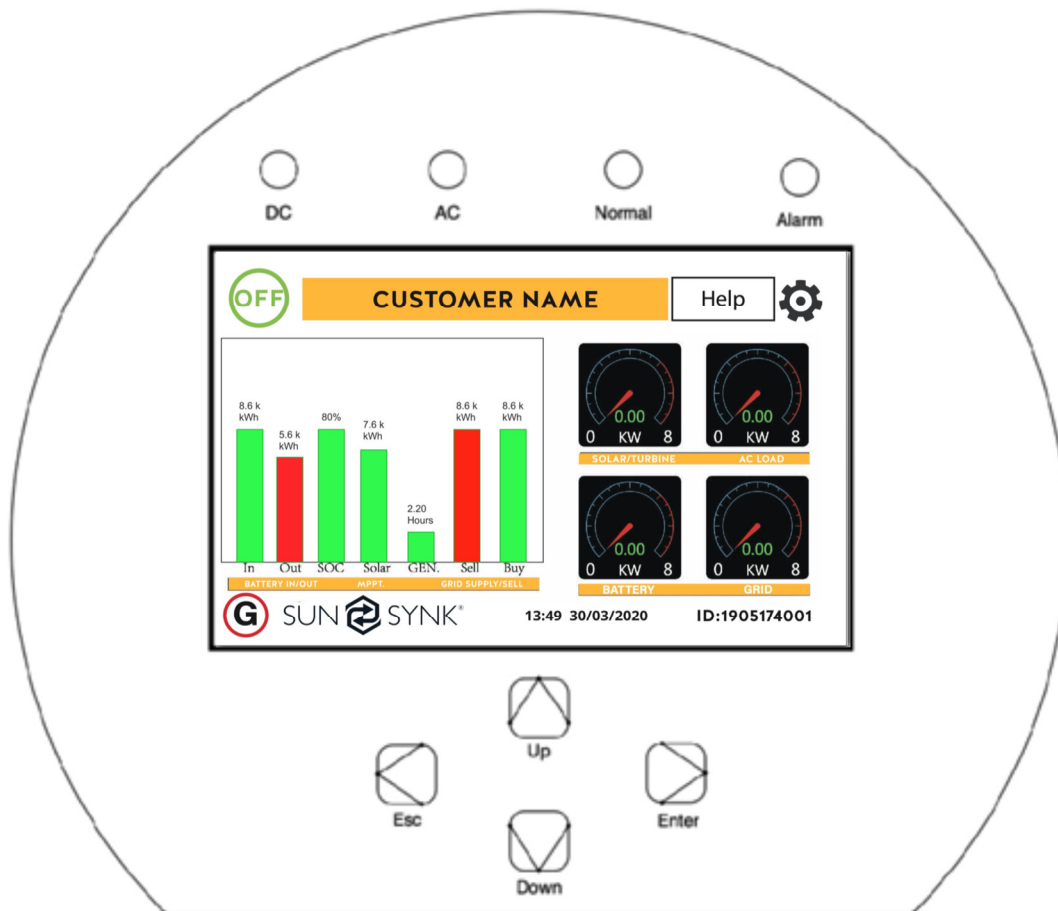 DC
AC
Normal
Alarm
OFF
CUSTOMER NAME
Help
8.6 k
kWh
5.6 k
kWh
80%
7.6 k
kWh
2.20
Hours
8.6 k
kWh
8.6 k
kWh
In
Out
SOC
Solar
GEN.
Sell
Buy
BATTERY IN/OUT
MPPT.
GRID SUPPLY/SELL
0.00
0 KW 8
0.00
0 KW 8
SOLAR/TURBINE
AC LOAD
0.00
0 KW 8
0.00
0 KW 8
BATTERY
GRID
G
SUN SYNK®
13:49 30/03/2020
ID:1905174001
Up
Esc
Enter
Down